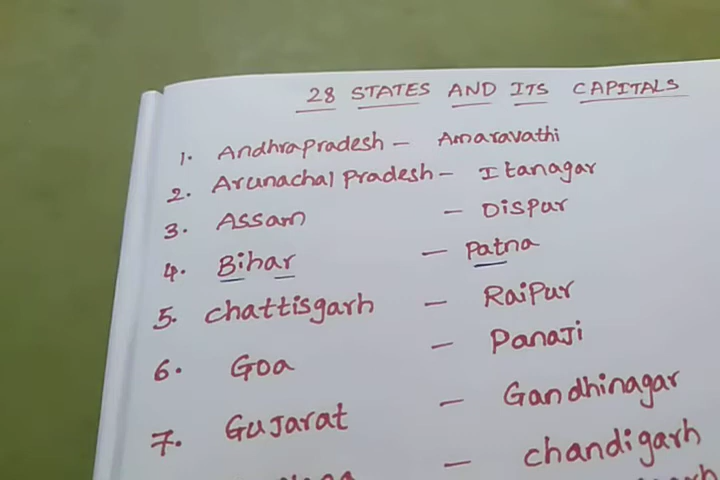 28 STATES AND ITS CAPITALS
1. Andhrapradesh - Amaravathi
2. Arunachal Pradesh - Itanagar
3. Assam - Dispur
4. Bihar - Patna
5. Chattisgarh - Raipur
6. Goa - Panaji
7. Gujarat - Gandhinagar
- chandigarh